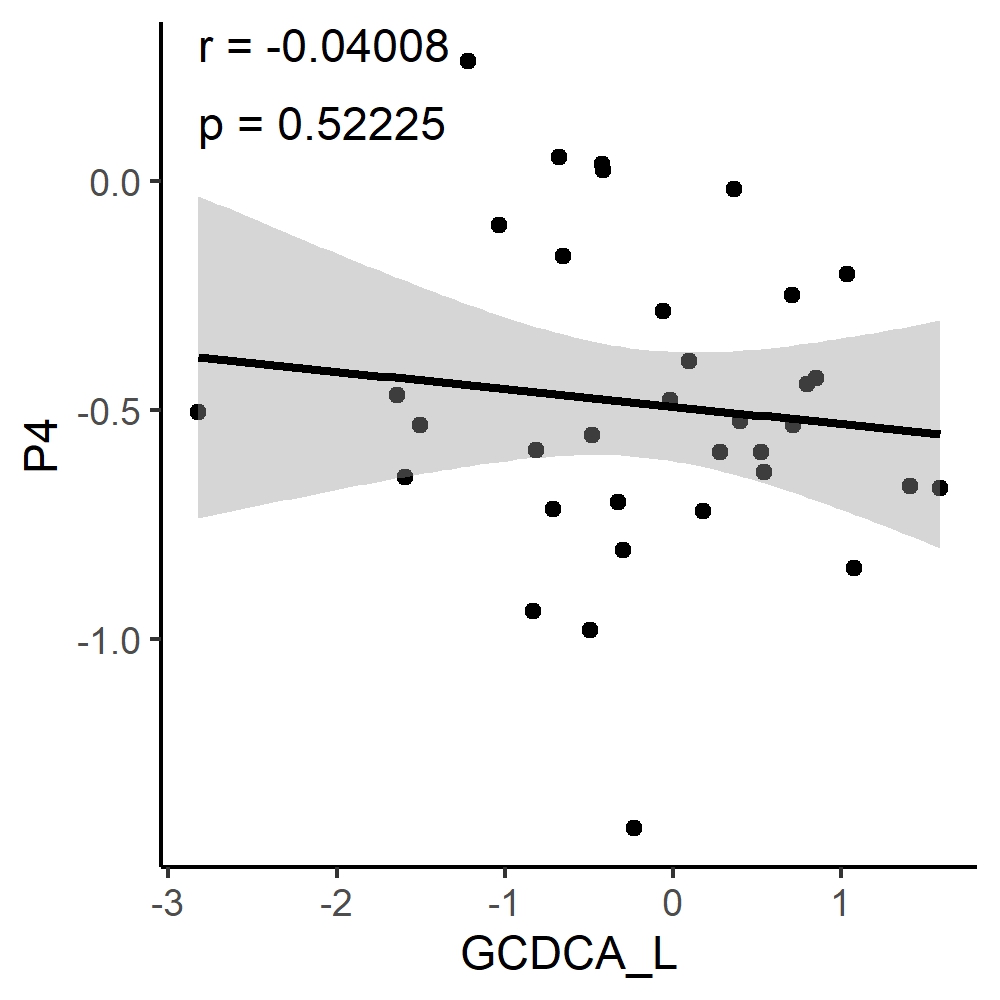 r = -0.04008
p = 0.52225
P4
0.0
-0.5
-1.0
-3 -2 -1 0 1
GCDCA_L